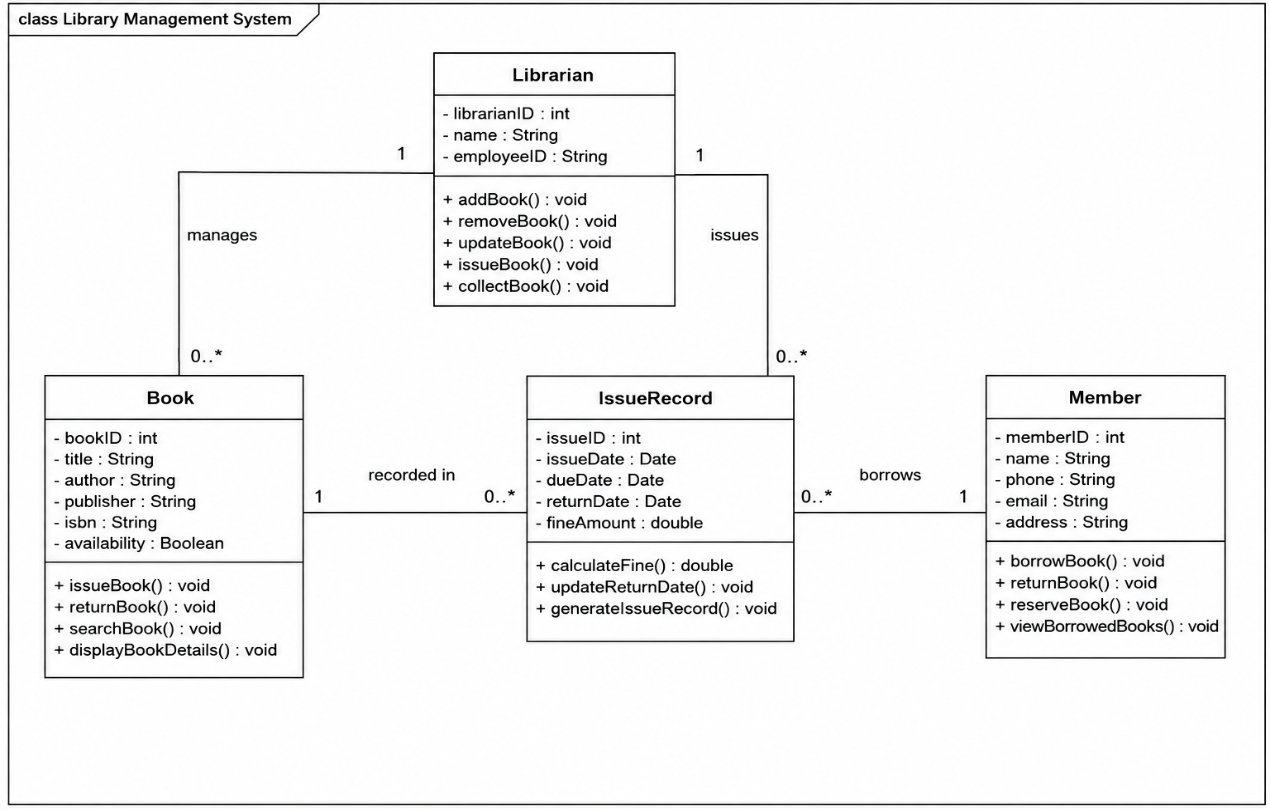 class Library Management System
Librarian
- librarianID : int
- name : String
- employeeID : String
+ addBook() : void
+ removeBook() : void
+ updateBook() : void
+ issueBook() : void
+ collectBook() : void
1
1
manages
issues
0..*
0..*
Book
- bookID : int
- title : String
- author : String
- publisher : String
- isbn : String
- availability : Boolean
+ issueBook() : void
+ returnBook() : void
+ searchBook() : void
+ displayBookDetails() : void
recorded in
1
0..*
IssueRecord
- issueID : int
- issueDate : Date
- dueDate : Date
- returnDate : Date
- fineAmount : double
+ calculateFine() : double
+ updateReturnDate() : void
+ generateIssueRecord() : void
borrows
0..*
1
Member
- memberID : int
- name : String
- phone : String
- email : String
- address : String
+ borrowBook() : void
+ returnBook() : void
+ reserveBook() : void
+ viewBorrowedBooks() : void